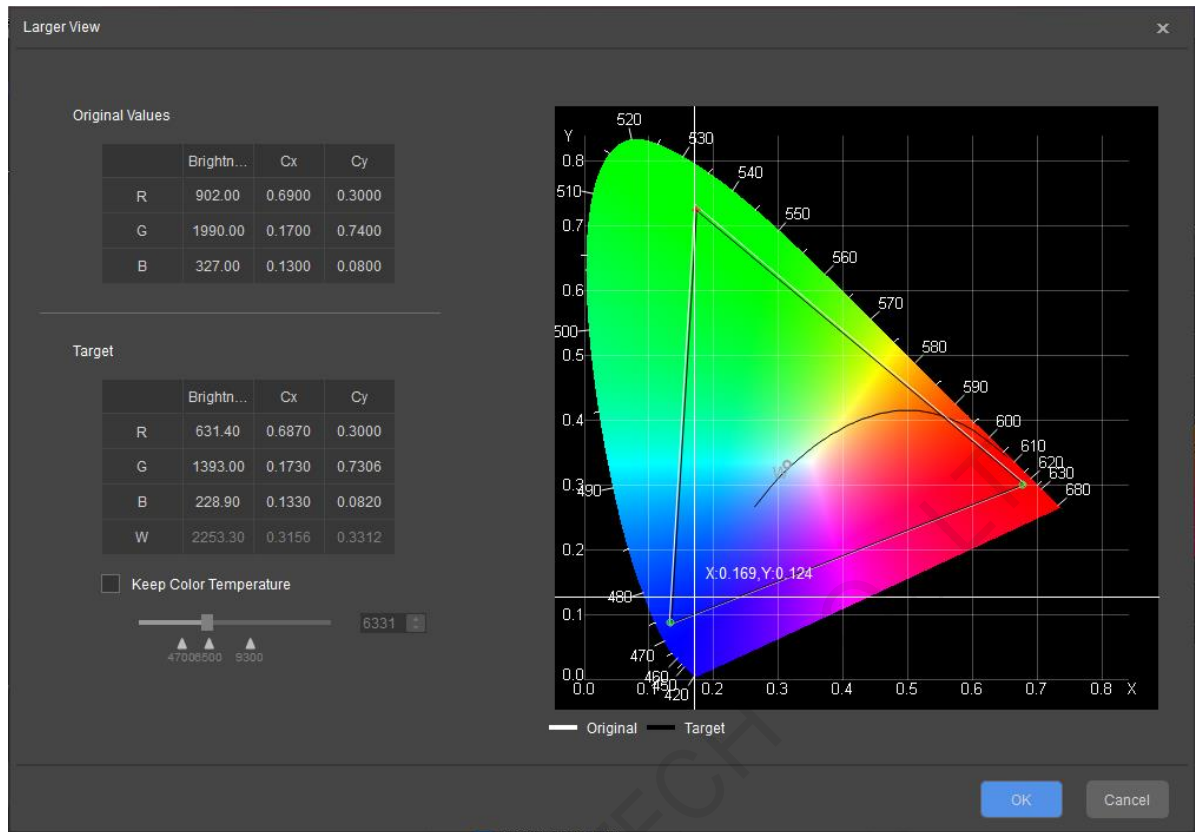 Larger View
Original Values
Brightn... Cx Cy
R 902.00 0.6900 0.3000
G 1990.00 0.1700 0.7400
B 327.00 0.1300 0.0800
Target
Brightn... Cx Cy
R 631.40 0.6870 0.3000
G 1393.00 0.1730 0.7306
B 228.90 0.1330 0.0820
W 2253.30 0.3156 0.3312
Keep Color Temperature
6331
4700 6500 9300
520
Y 530
0.8 540
510
0.7 550
560
0.6 570
500
0.5 580
590
0.4 600
610
620
630
0.3 490 680
W
0.2
X:0.169,Y:0.124
480
0.1
470
460
450
420
0.0
0.0 0.1 0.2 0.3 0.4 0.5 0.6 0.7 0.8 X
Original Target
OK Cancel